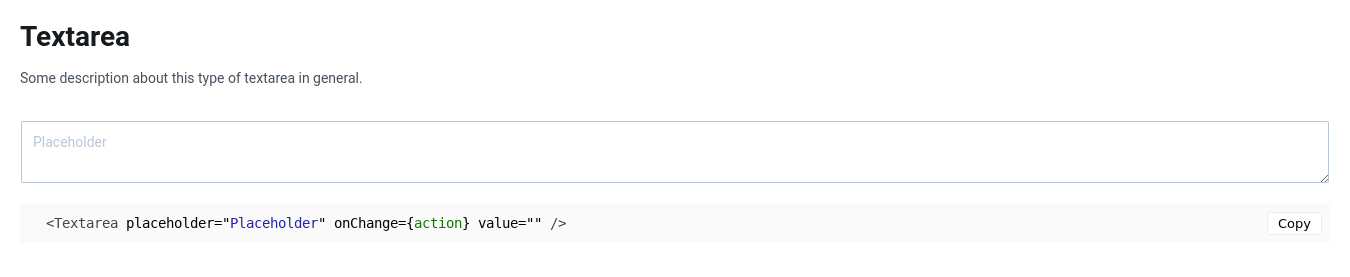 Textarea
Some description about this type of textarea in general.
Placeholder
<Textarea placeholder="Placeholder" onChange={action} value="" />
Copy